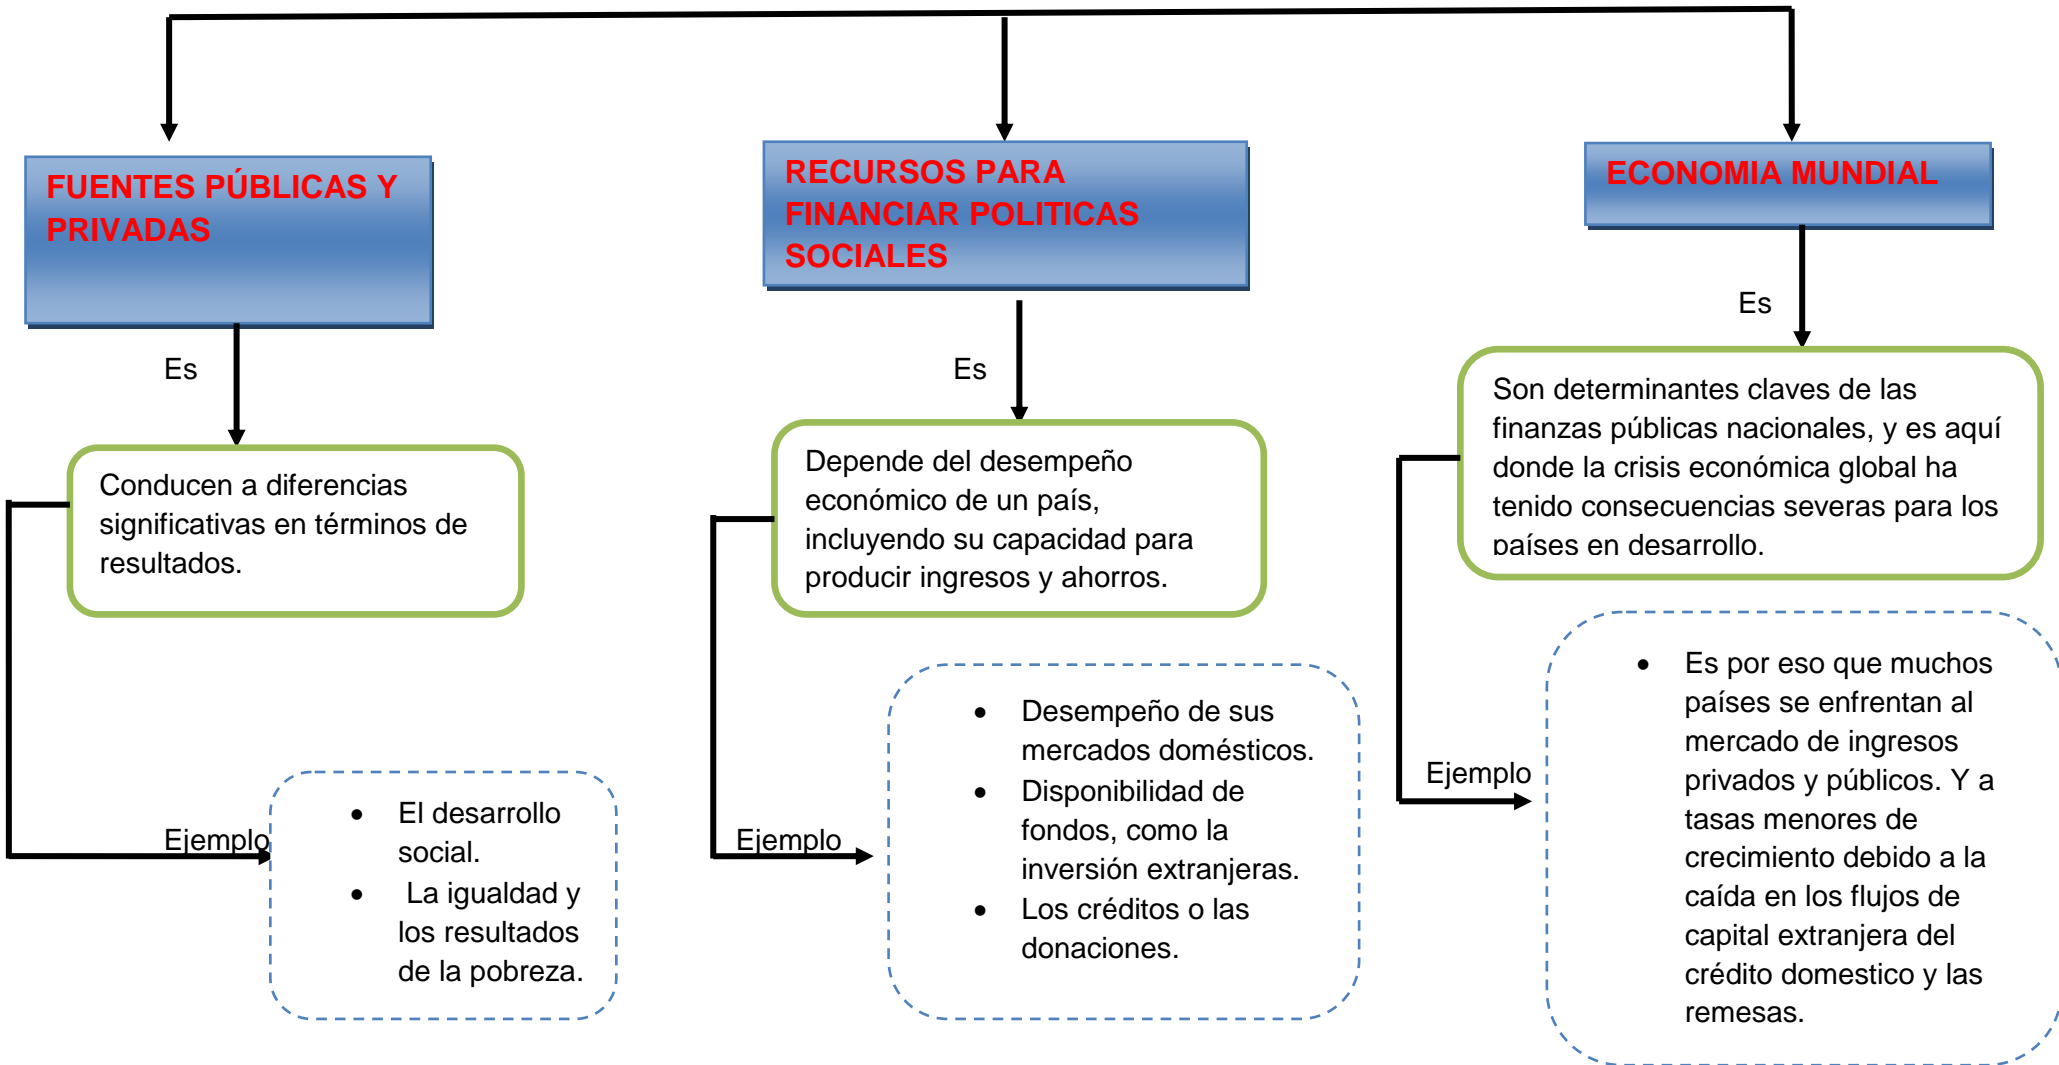 FUENTES PÚBLICAS Y
PRIVADAS
Es
Conducen a diferencias
significativas en términos de
resultados.
Ejemplo
• El desarrollo
social.
• La igualdad y
los resultados
de la pobreza.
RECURSOS PARA
FINANCIAR POLITICAS
SOCIALES
Es
Depende del desempeño
económico de un país,
incluyendo su capacidad para
producir ingresos y ahorros.
Ejemplo
• Desempeño de sus
mercados domésticos.
• Disponibilidad de
fondos, como la
inversión extranjeras.
• Los créditos o las
donaciones.
ECONOMIA MUNDIAL
Es
Son determinantes claves de las
finanzas públicas nacionales, y es aquí
donde la crisis económica global ha
tenido consecuencias severas para los
países en desarrollo.
Ejemplo
• Es por eso que muchos
países se enfrentan al
mercado de ingresos
privados y públicos. Y a
tasas menores de
crecimiento debido a la
caída en los flujos de
capital extranjera del
crédito domestico y las
remesas.